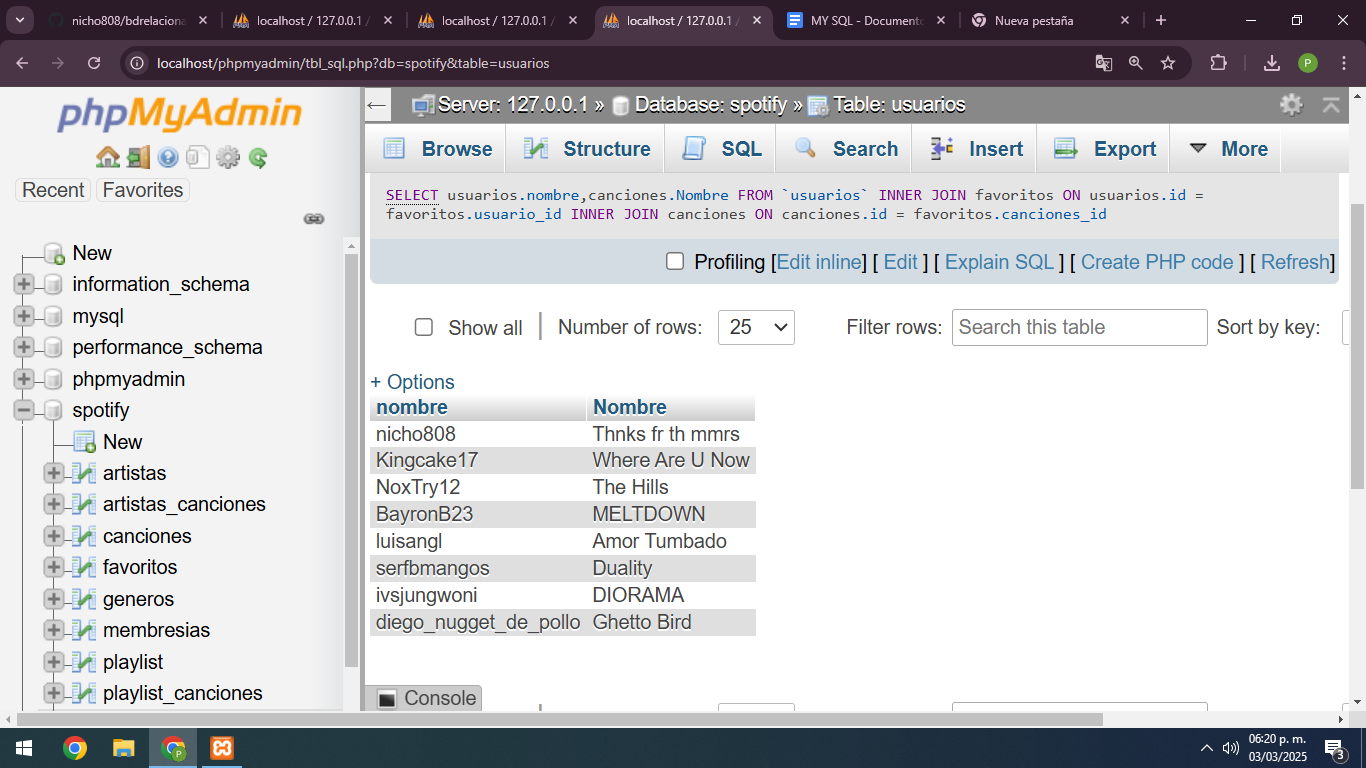 nicho808/bdrelaciona
localhost / 127.0.0.1 /
localhost / 127.0.0.1 /
localhost / 127.0.0.1 /
MY SQL - Documento
Nueva pestaña
localhost/phpmyadmin/tbl_sql.php?db=spotify&table=usuarios
P
phpMyAdmin
Recent Favorites
New
information_schema
mysql
performance_schema
phpmyadmin
spotify
New
artistas
artistas_canciones
canciones
favoritos
generos
membresias
playlist
playlist_canciones
Server: 127.0.0.1 » Database: spotify » Table: usuarios
Browse Structure SQL Search Insert Export More
SELECT usuarios.nombre,canciones.Nombre FROM `usuarios` INNER JOIN favoritos ON usuarios.id =
favoritos.usuario_id INNER JOIN canciones ON canciones.id = favoritos.canciones_id
Profiling [Edit inline] [ Edit ] [ Explain SQL ] [ Create PHP code ] [ Refresh]
Show all Number of rows: 25 Filter rows: Search this table Sort by key:
+ Options
nombre Nombre
nicho808 Thnks fr th mmrs
Kingcake17 Where Are U Now
NoxTry12 The Hills
BayronB23 MELTDOWN
luisangl Amor Tumbado
serfbmangos Duality
ivsjungwoni DIORAMA
diego_nugget_de_pollo Ghetto Bird
Console
06:20 p. m.
03/03/2025
3